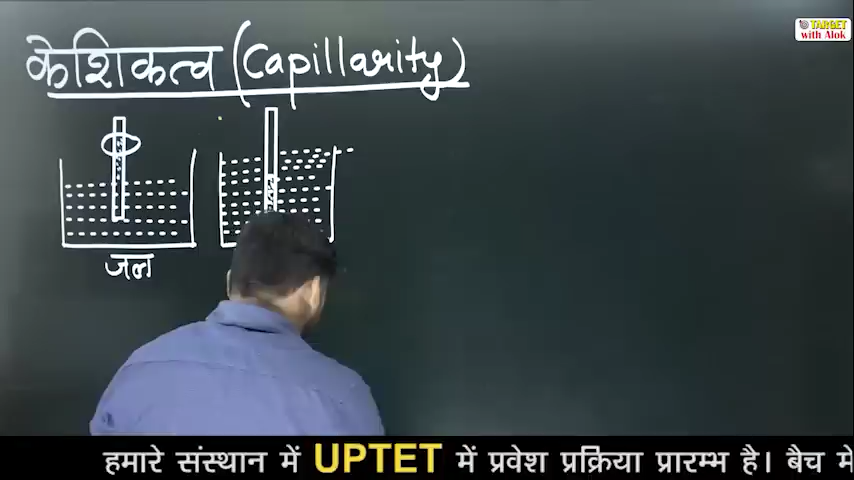 TARGET
with Alok
केशिकत्व (Capillarity)
जल
हमारे संस्थान में UPTET में प्रवेश प्रक्रिया प्रारम्भ है। बैच मे